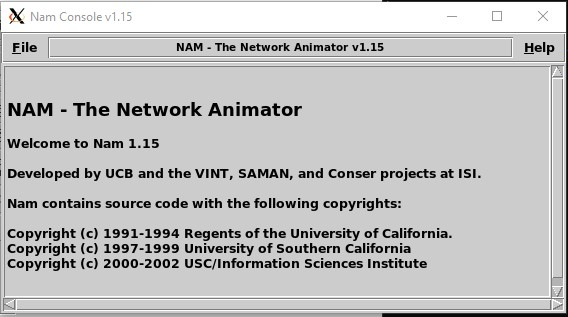 Nam Console v1.15
File NAM - The Network Animator v1.15 Help
NAM - The Network Animator
Welcome to Nam 1.15
Developed by UCB and the VINT, SAMAN, and Conser projects at ISI.
Nam contains source code with the following copyrights:
Copyright (c) 1991-1994 Regents of the University of California.
Copyright (c) 1997-1999 University of Southern California
Copyright (c) 2000-2002 USC/Information Sciences Institute